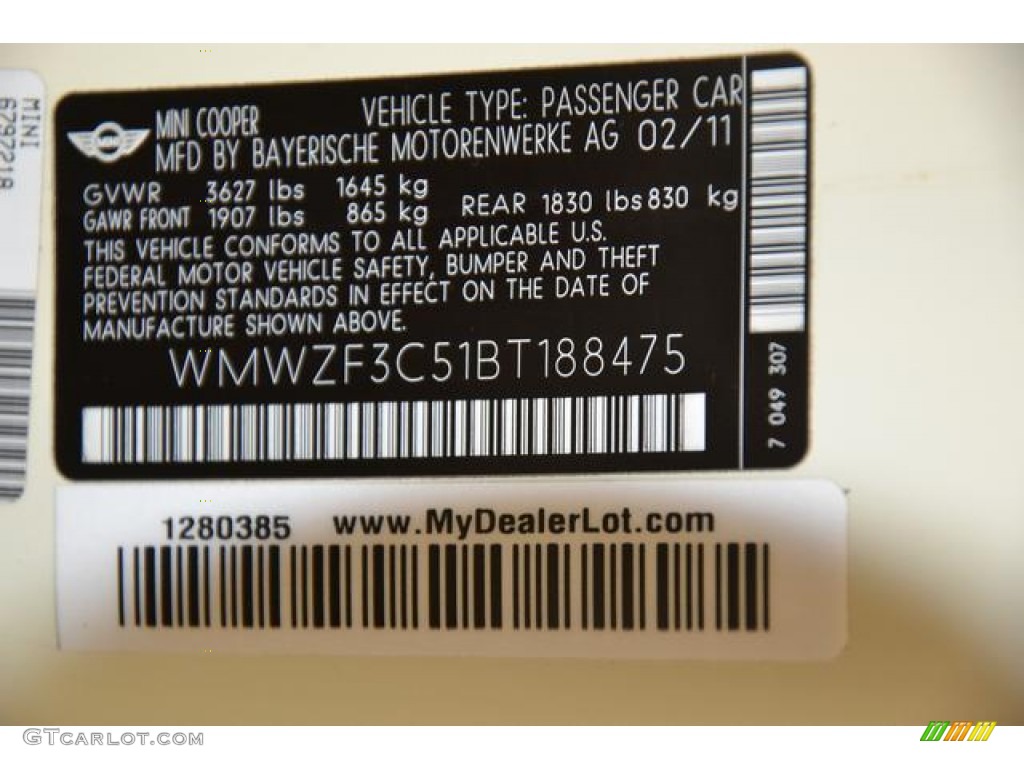 MINI
6797218
MINI COOPER VEHICLE TYPE: PASSENGER CAR
MFD BY BAYERISCHE MOTORENWERKE AG 02/11
GVWR 3627 lbs 1645 kg
GAWR FRONT 1907 lbs 865 kg REAR 1830 lbs 830 kg
THIS VEHICLE CONFORMS TO ALL APPLICABLE U.S.
FEDERAL MOTOR VEHICLE SAFETY, BUMPER AND THEFT
PREVENTION STANDARDS IN EFFECT ON THE DATE OF
MANUFACTURE SHOWN ABOVE.
WMWZF3C51BT188475
7 049 307
1280385 www.MyDealerLot.com
GTCARLOT.COM